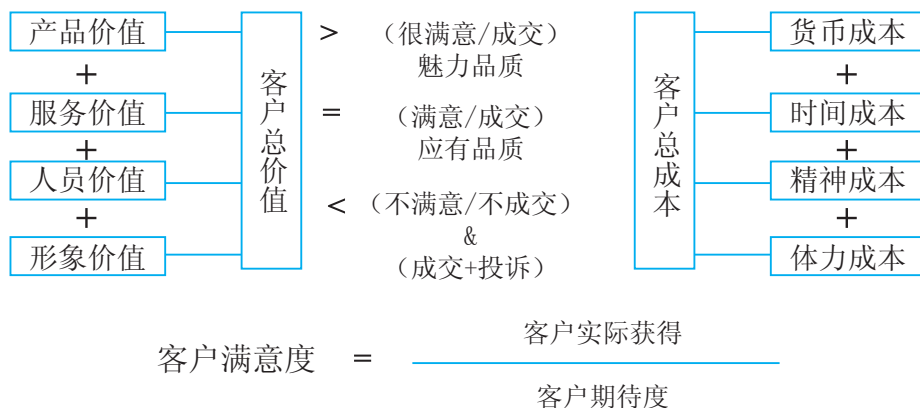 产品价值
+
服务价值
+
人员价值
+
形象价值
客户总价值
> （很满意/成交）
魅力品质
= （满意/成交）
应有品质
< （不满意/不成交）
&
（成交+投诉）
客户总成本
货币成本
+
时间成本
+
精神成本
+
体力成本
客户满意度 =
客户实际获得
客户期待度